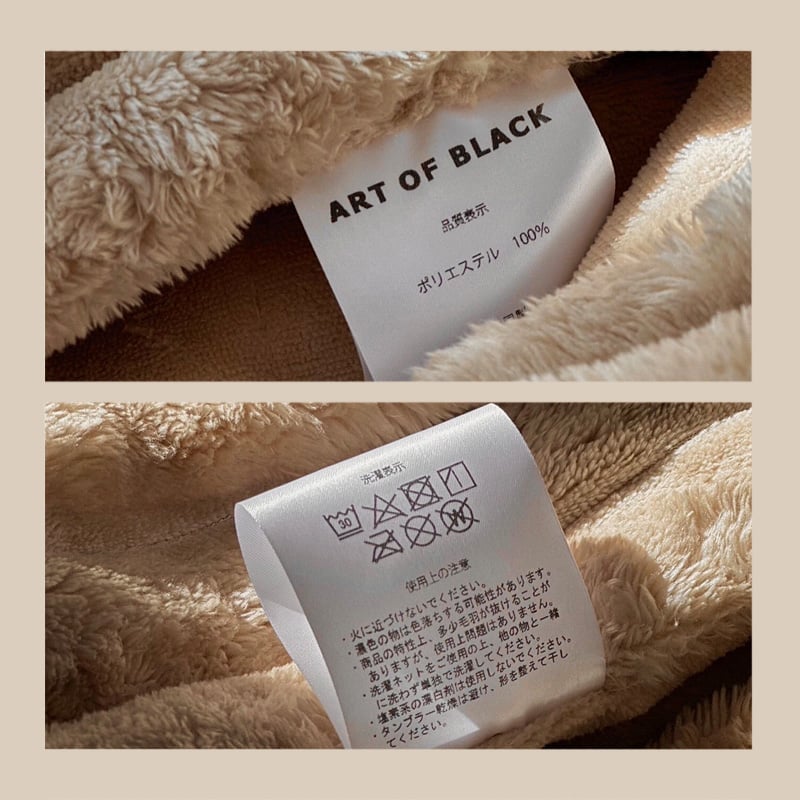 ART OF BLACK
品質表示
ポリエステル 100%
洗濯表示
30
使用上の注意
・火に近づけないでください。
・濃色の物は色落ちする可能性があります。
商品の特性上、多少毛羽が抜けることが
ありますが、使用上問題はありません。
・洗濯ネットをご使用の上、他の物と一緒
に洗わず単独で洗濯してください。
・塩素系の漂白剤は使用しないでください。
・タンブラー乾燥は避け、形を整えて干し
てください。